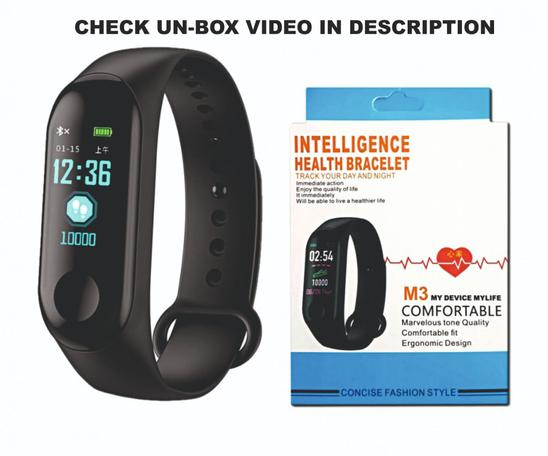 CHECK UN-BOX VIDEO IN DESCRIPTION
01-15 上午
12:36
10000
INTELLIGENCE
HEALTH BRACELET
TRACK YOUR DAY AND NIGHT
Immediate action
Enjoy the quality of life
It immediately
Will be able to live a healthier life
02:54
10000
心率
M3 MY DEVICE MYLIFE
COMFORTABLE
Marvelous tone Quality
Comfortable fit
Ergonomic Design
CONCISE FASHION STYLE